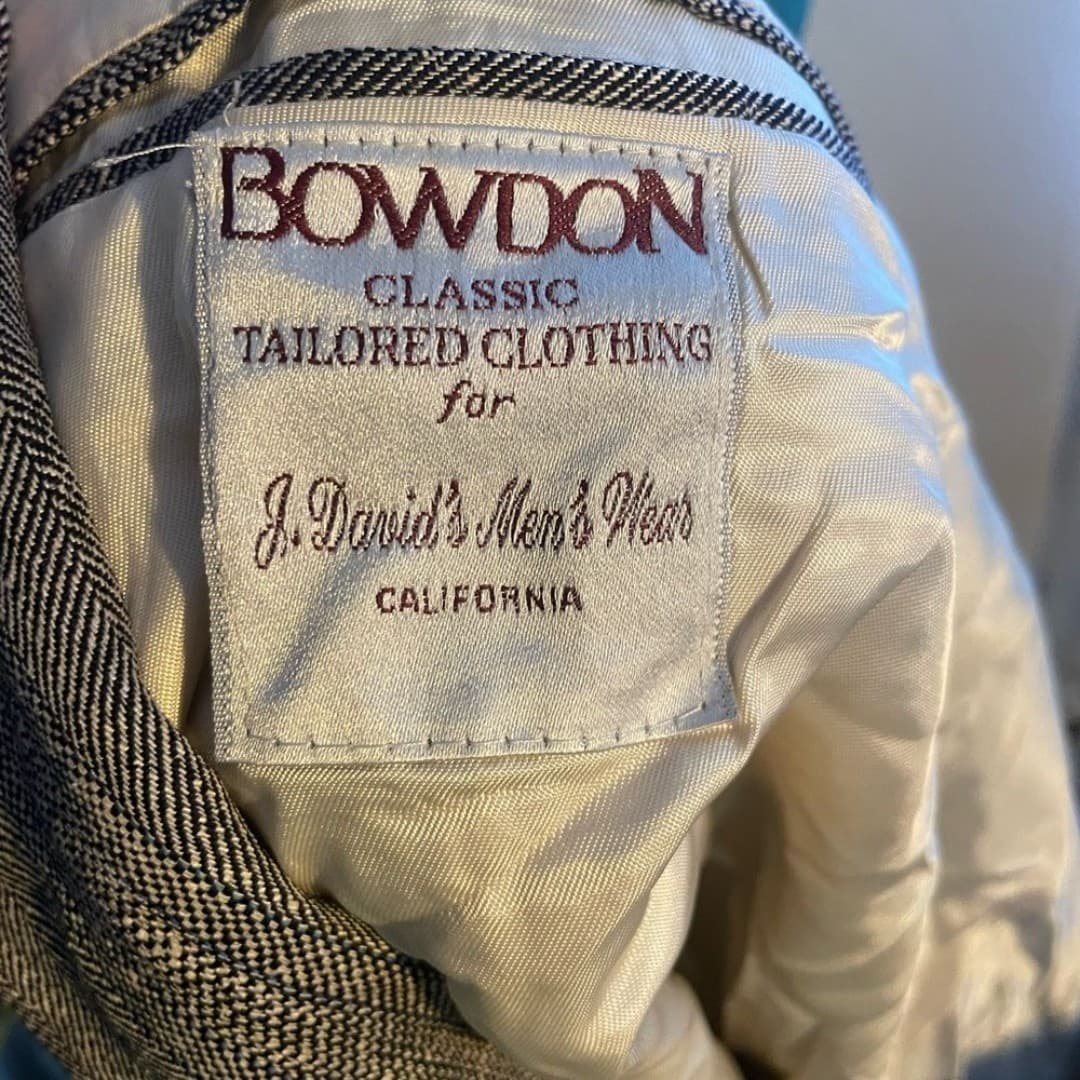 BOWDON
CLASSIC
TAILORED CLOTHING
for
J. David's Men's Wear
CALIFORNIA